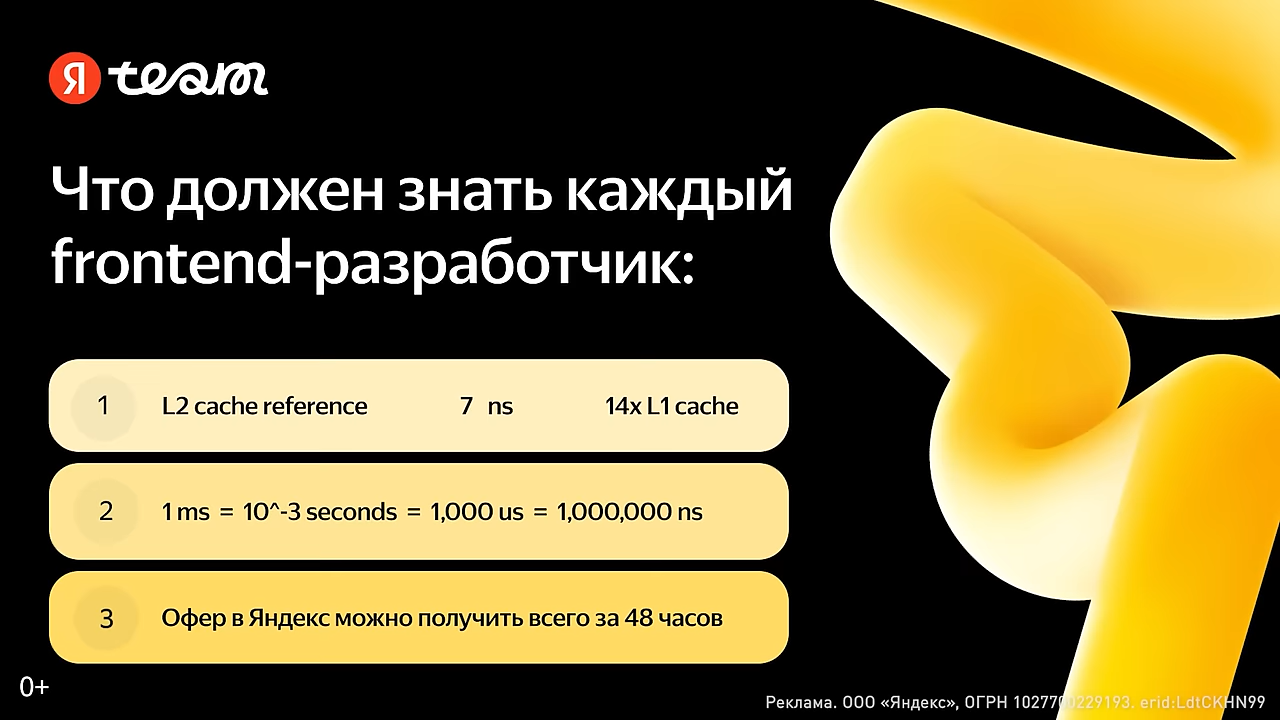 Я team
Что должен знать каждый
frontend-разработчик:
1 L2 cache reference 7 ns 14x L1 cache
2 1 ms = 10^-3 seconds = 1,000 us = 1,000,000 ns
3 Офер в Яндекс можно получить всего за 48 часов
0+
Реклама. ООО «Яндекс», ОГРН 1027700229193. erid:LdtCKHN99